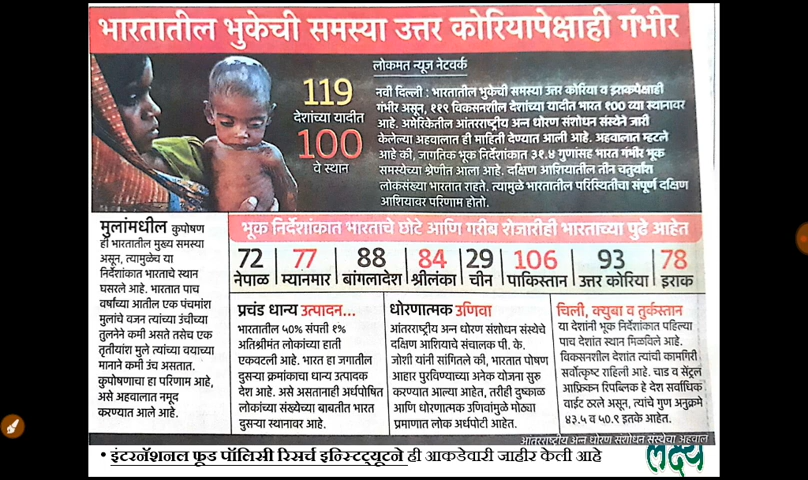 भारतातील भुकेची समस्या उत्तर कोरियापेक्षाही गंभीर
लोकमत न्यूज नेटवर्क
119
देशांच्या यादीत
100
वे स्थान
नवी दिल्ली : भारतातील भुकेची समस्या उत्तर कोरिया व इराकपेक्षाही
गंभीर असून, ११९ विकसनशील देशांच्या यादीत भारत १00 व्या स्थानावर
आहे. अमेरिकेतील आंतरराष्ट्रीय अन्न धोरण संशोधन संस्थेने जारी
केलेल्या अहवालात ही माहिती देण्यात आली आहे. अहवालात म्हटले
आहे की, जागतिक भूक निर्देशांकात ३१.४ गुणांसह भारत गंभीर भूक
समस्येच्या श्रेणीत आला आहे. दक्षिण आशियातील तीन चतुर्थांश
लोकसंख्या भारतात राहते. त्यामुळे भारतातील परिस्थितीचा संपूर्ण दक्षिण
आशियावर परिणाम होतो.
मुलांमधील कुपोषण
ही भारतातील मुख्य समस्या
असून, त्यामुळेच या
निर्देशांकात भारताचे स्थान
घसरले आहे. भारतात पाच
वर्षांच्या आतील एक पंचमांश
मुलांचे वजन त्यांच्या उंचीच्या
तुलनेने कमी असते तसेच एक
तृतीयांश मुले त्यांच्या वयाच्या
मानाने कमी उंच असतात.
कुपोषणाचा हा परिणाम आहे,
असे अहवालात नमूद
करण्यात आले आहे.
भूक निर्देशांकात भारताचे छोटे आणि गरीब शेजारीही भारताच्या पुढे आहेत
72 77 88 84 29 106 93 78
नेपाळ म्यानमार बांगलादेश श्रीलंका चीन पाकिस्तान उत्तर कोरिया इराक
प्रचंड धान्य उत्पादन...
भारतातील ५०% संपती १%
अतिश्रीमंत लोकांच्या हाती
एकवटली आहे. भारत हा जगातील
दुसऱ्या क्रमांकाचा धान्य उत्पादक
देश आहे. असे असतानाही अर्धपोषित
लोकांच्या संख्येच्या बाबतीत भारत
दुसऱ्या स्थानावर आहे.
धोरणात्मक उणिवा
आंतरराष्ट्रीय अन्न धोरण संशोधन संस्थेचे
दक्षिण आशियाचे संचालक पी. के.
जोशी यांनी सांगितले की, भारतात पोषण
आहार पुरविण्याच्या अनेक योजना सुरू
करण्यात आल्या आहेत, तरीही दुष्काळ
आणि धोरणात्मक उणिवांमुळे मोठ्या
प्रमाणात लोक अर्धपोटी आहेत.
चिली, क्युबा व तुर्कस्तान
या देशांनी भूक निर्देशांकात पहिल्या
पाच देशांत स्थान मिळविले आहे.
विकसनशील देशांत त्यांची कामगिरी
सर्वोत्कृष्ट राहिली आहे. चाड व सेंट्रल
आफ्रिकन रिपब्लिक हे देश सर्वाधिक
वाईट ठरले असून, त्यांचे गुण अनुक्रमे
४३.५ व ५०.९ इतके आहेत.
आंतरराष्ट्रीय अन्न धोरण संशोधन संस्थेचा अहवाल
• इंटरनॅशनल फूड पॉलिसी रिसर्च इन्स्टिट्यूटने ही आकडेवारी जाहीर केली आहे
लक्ष्य